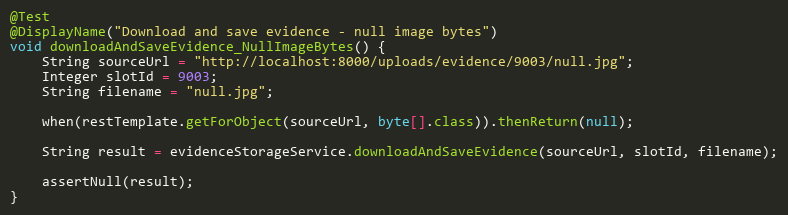 @Test
@DisplayName("Download and save evidence - null image bytes")
void downloadAndSaveEvidence_NullImageBytes() {
    String sourceUrl = "http://localhost:8000/uploads/evidence/9003/null.jpg";
    Integer slotId = 9003;
    String filename = "null.jpg";

    when(restTemplate.getForObject(sourceUrl, byte[].class)).thenReturn(null);

    String result = evidenceStorageService.downloadAndSaveEvidence(sourceUrl, slotId, filename);

    assertNull(result);
}